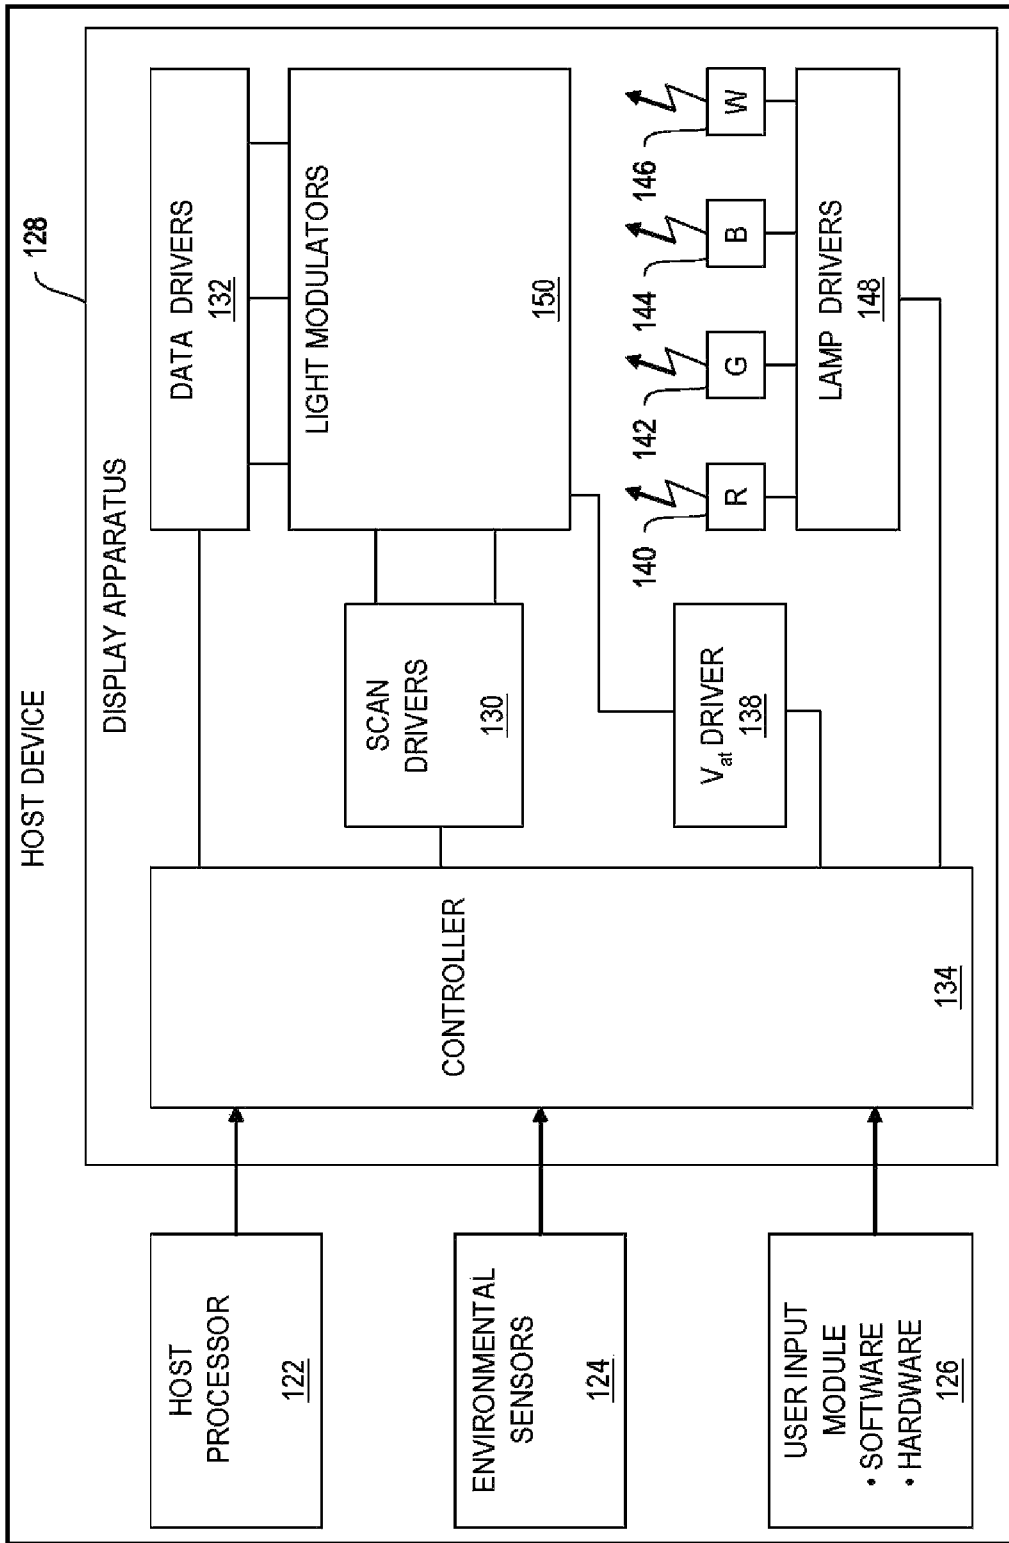 HOST DEVICE
128
DISPLAY APPARATUS
HOST
PROCESSOR
122
ENVIRONMENTAL
SENSORS
124
USER INPUT
MODULE
• SOFTWARE
• HARDWARE
126
CONTROLLER
134
DATA DRIVERS
132
SCAN
DRIVERS
130
LIGHT MODULATORS
150
Vat DRIVER
138
140
142
144
146
R
G
B
W
LAMP DRIVERS
148